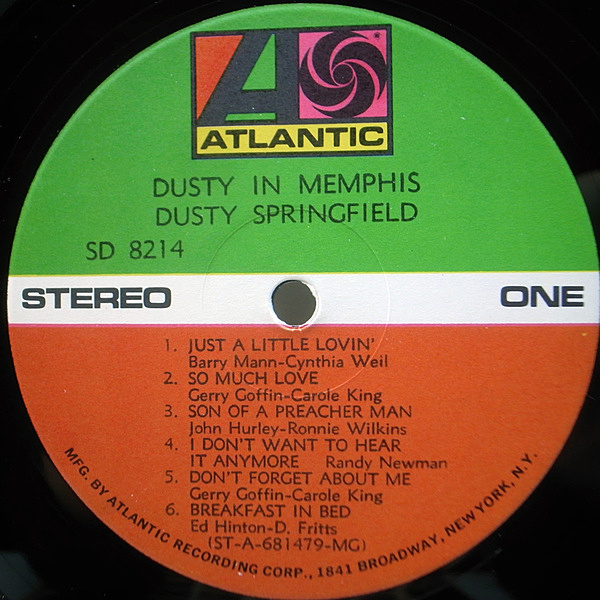 ATLANTIC
DUSTY IN MEMPHIS
DUSTY SPRINGFIELD
SD 8214
STEREO ONE
1. JUST A LITTLE LOVIN'
Barry Mann-Cynthia Weil
2. SO MUCH LOVE
Gerry Goffin-Carole King
3. SON OF A PREACHER MAN
John Hurley-Ronnie Wilkins
4. I DON'T WANT TO HEAR
IT ANYMORE Randy Newman
5. DON'T FORGET ABOUT ME
Gerry Goffin-Carole King
6. BREAKFAST IN BED
Ed Hinton-D. Fritts
(ST-A-681479-MG)
MFG. BY ATLANTIC RECORDING CORP., 1841 BROADWAY, NEW YORK, N.Y.